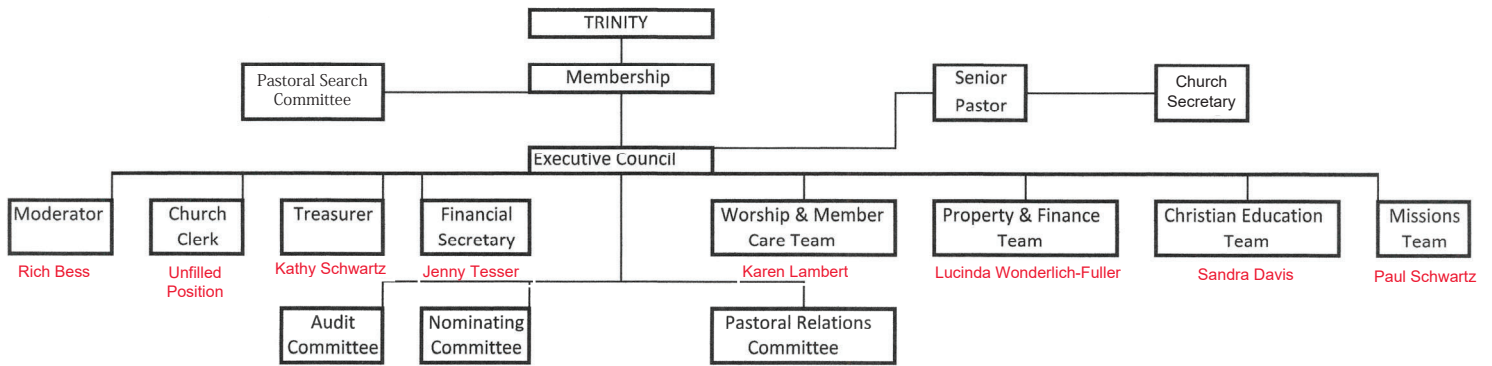 TRINITY
Membership
Pastoral Search
Committee
Senior
Pastor
Church
Secretary
Executive Council
Moderator
Church
Clerk
Treasurer
Financial
Secretary
Worship & Member
Care Team
Property & Finance
Team
Christian Education
Team
Missions
Team
Rich Bess
Unfilled
Position
Kathy Schwartz
Jenny Tesser
Karen Lambert
Lucinda Wonderlich-Fuller
Sandra Davis
Paul Schwartz
Audit
Committee
Nominating
Committee
Pastoral Relations
Committee